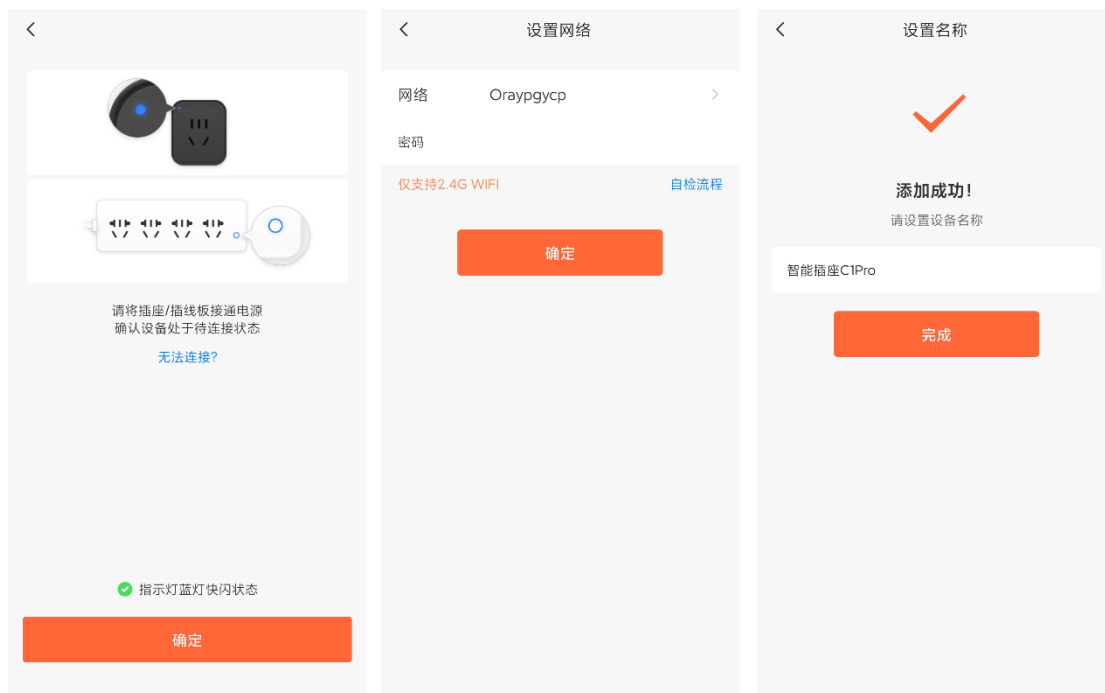 请将插座/插线板接通电源
确认设备处于待连接状态
无法连接?
指示灯蓝灯快闪状态
确定
设置网络
网络 Oraypgycp
密码
仅支持2.4G WIFI 自检流程
确定
设置名称
添加成功!
请设置设备名称
智能插座C1Pro
完成